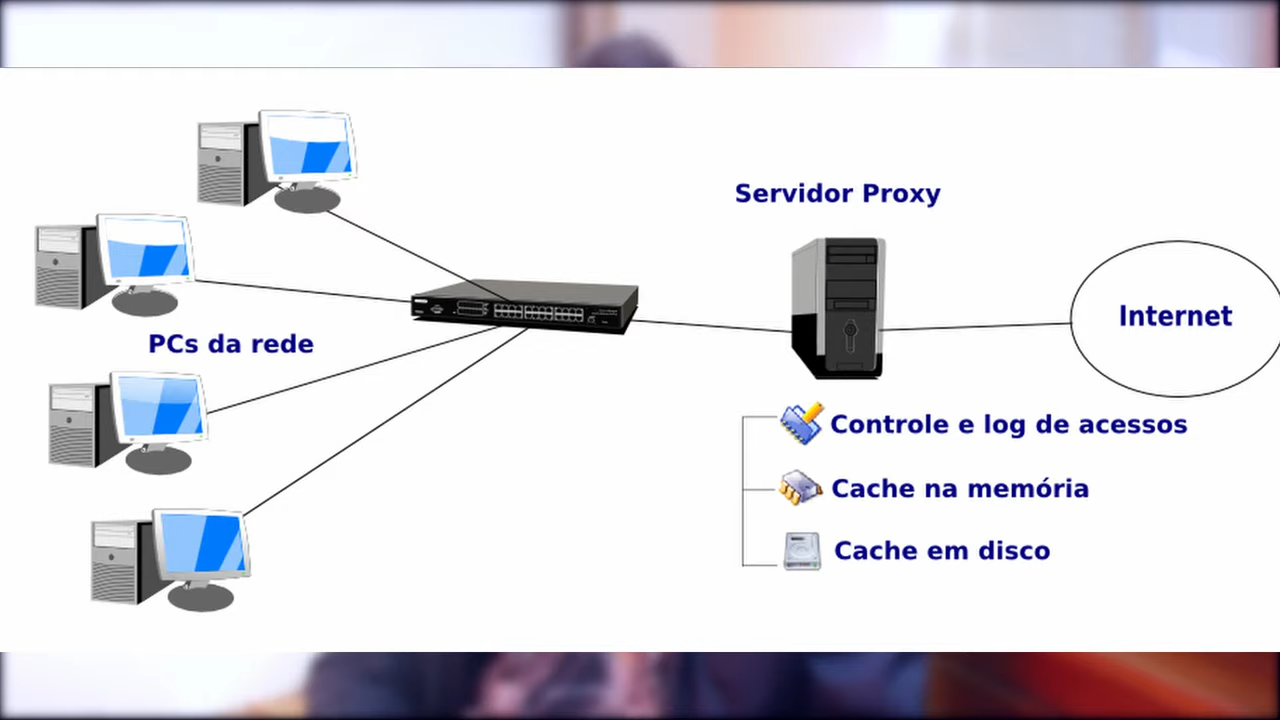 Servidor Proxy
Internet
PCs da rede
Controle e log de acessos
Cache na memória
Cache em disco